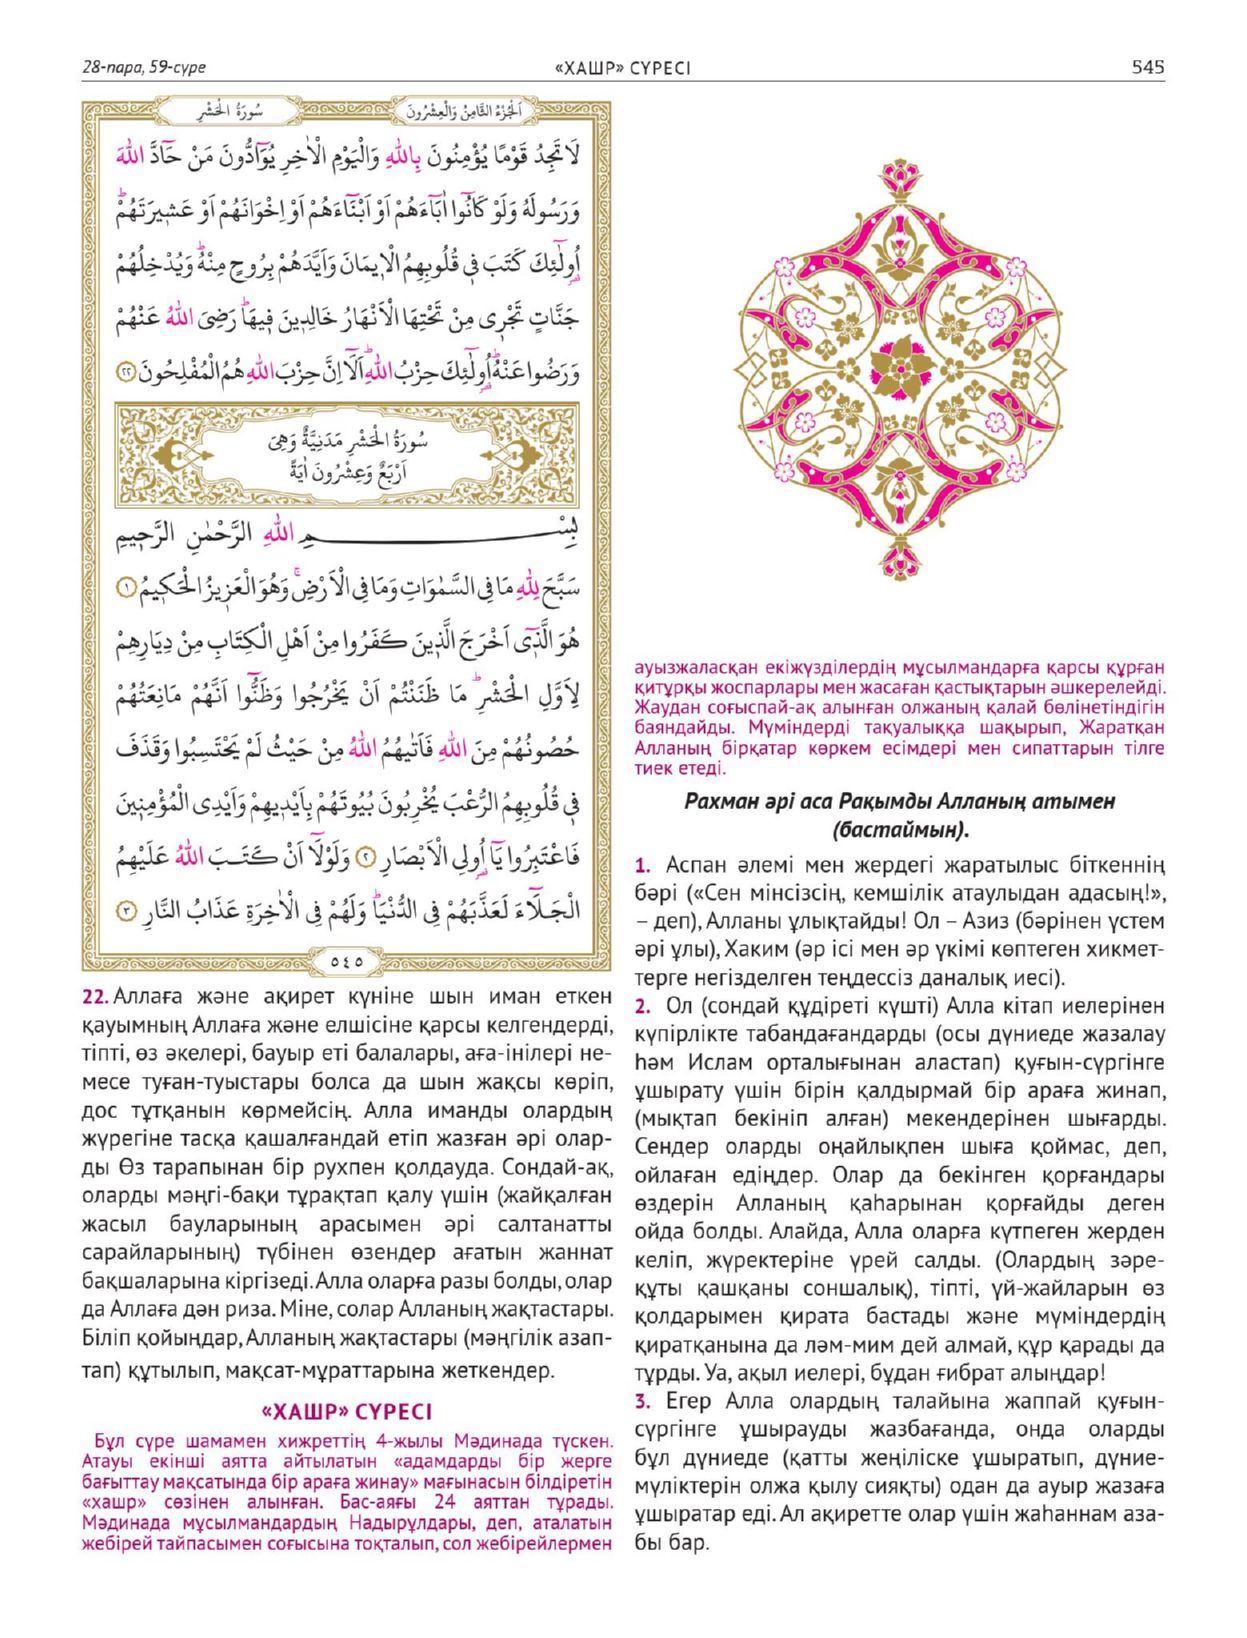 28-пара, 59-сүре
«ХАШР» СҮРЕСІ
545
سُورَةُ الْحَشْرِ
اَلْجُزْءُ الثَّامِنُ وَالْعِشْرُونَ
لَا تَجِدُ قَوْمًا يُؤْمِنُونَ بِاللّٰهِ وَالْيَوْمِ الْاٰخِرِ يُوَٓادُّونَ مَنْ حَٓادَّ اللّٰهَ
وَرَسُولَهُ وَلَوْ كَانُٓوا اٰبَٓاءَهُمْ اَوْ اَبْنَٓاءَهُمْ اَوْ اِخْوَانَهُمْ اَوْ عَشٖيرَتَهُمْؕ
اُولٰٓئِكَ كَتَبَ فٖي قُلُوبِهِمُ الْاٖيمَانَ وَاَيَّدَهُمْ بِرُوحٍ مِنْهُؕ وَيُدْخِلُهُمْ
جَنَّاتٍ تَجْرٖي مِنْ تَحْتِهَا الْاَنْهَارُ خَالِدٖينَ فٖيهَاؕ رَضِيَ اللّٰهُ عَنْهُمْ
وَرَضُوا عَنْهُؕ اُولٰٓئِكَ حِزْبُ اللّٰهِؕ اَلَٓا اِنَّ حِزْبَ اللّٰهِ هُمُ الْمُفْلِحُونَ ٢٢
سُورَةُ الْحَشْرِ مَدَنِيَّةٌ وَهِيَ
اَرْبَعٌ وَعِشْرُونَ اٰيَةً
بِسْمِ اللّٰهِ الرَّحْمٰنِ الرَّحٖيمِ
سَبَّحَ لِلّٰهِ مَا فِي السَّمٰوَاتِ وَمَا فِي الْاَرْضِۚ وَهُوَ الْعَزٖيزُ الْحَكٖيمُ ١
هُوَ الَّذٖٓي اَخْرَجَ الَّذٖينَ كَفَرُوا مِنْ اَهْلِ الْكِتَابِ مِنْ دِيَارِهِمْ
لِاَوَّلِ الْحَشْرِؕ مَا ظَنَنْتُمْ اَنْ يَخْرُجُوا وَظَنُّٓوا اَنَّهُمْ مَانِعَتُهُمْ
حُصُونُهُمْ مِنَ اللّٰهِ فَاَتٰيهُمُ اللّٰهُ مِنْ حَيْثُ لَمْ يَحْتَسِبُوا وَقَذَفَ
فٖي قُلُوبِهِمُ الرُّعْبَ يُخْرِبُونَ بُيُوتَهُمْ بِاَيْدٖيهِمْ وَاَيْدِي الْمُؤْمِنٖينَ
فَاعْتَبِرُوا يَٓا اُولِي الْاَبْصَارِ ٢ وَلَوْلَٓا اَنْ كَتَبَ اللّٰهُ عَلَيْهِمُ
الْجَلَٓاءَ لَعَذَّبَهُمْ فِي الدُّنْيَاؕ وَلَهُمْ فِي الْاٰخِرَةِ عَذَابُ النَّارِ ٣
٥٤٥
22. Аллаға және ақирет күніне шын иман еткен
қауымның Аллаға және елшісіне қарсы келгендерді,
тіпті, өз әкелері, бауыр еті балалары, аға-інілері не-
месе туған-туыстары болса да шын жақсы көріп,
дос тұтқанын көрмейсің. Алла иманды олардың
жүрегіне тасқа қашалғандай етіп жазған әрі олар-
ды Өз тарапынан бір рухпен қолдауда. Сондай-ақ,
оларды мәңгі-бақи тұрақтап қалу үшін (жайқалған
жасыл бауларының арасымен әрі салтанатты
сарайларының) түбінен өзендер ағатын жаннат
бақшаларына кіргізеді. Алла оларға разы болды, олар
да Аллаға дән риза. Міне, солар Алланың жақтастары.
Біліп қойыңдар, Алланың жақтастары (мәңгілік азап-
тап) құтылып, мақсат-мұраттарына жеткендер.
«ХАШР» СҮРЕСІ
Бұл сүре шамамен хижреттің 4-жылы Мәдинада түскен.
Атауы екінші аятта айтылатын «адамдарды бір жерге
бағыттау мақсатында бір араға жинау» мағынасын білдіретін
«хашр» сөзінен алынған. Бас-аяғы 24 аяттан тұрады.
Мәдинада мұсылмандардың Надырұлдары, деп, аталатын
жебірей тайпасымен соғысына тоқталып, сол жебірейлермен
ауызжаласқан екіжүзділердің мұсылмандарға қарсы құрған
қитұрқы жоспарлары мен жасаған қастықтарын әшкерелейді.
Жаудан соғыспай-ақ алынған олжаның қалай бөлінетіндігін
баяндайды. Мүміндерді тақуалыққа шақырып, Жаратқан
Алланың бірқатар көркем есімдері мен сипаттарын тілге
тиек етеді.
Рахман әрі аса Рақымды Алланың атымен
(бастаймын).
1. Аспан әлемі мен жердегі жаратылыс біткеннің
бәрі («Сен мінсізсің, кемшілік атаулыдан адасың!»,
– деп), Алланы ұлықтайды! Ол – Азиз (бәрінен үстем
әрі ұлы), Хаким (әр ісі мен әр үкімі көптеген хикмет-
терге негізделген теңдессіз даналық иесі).
2. Ол (сондай құдіреті күшті) Алла кітап иелерінен
күпірлікте табандағандарды (осы дүниеде жазалау
һәм Ислам орталығынан аластап) қуғын-сүргінге
ұшырату үшін бірін қалдырмай бір араға жинап,
(мықтап бекініп алған) мекендерінен шығарды.
Сендер оларды оңайлықпен шыға қоймас, деп,
ойлаған едіңдер. Олар да бекінген қорғандары
өздерін Алланың қаһарынан қорғайды деген
ойда болды. Алайда, Алла оларға күтпеген жерден
келіп, жүректеріне үрей салды. (Олардың зәре-
құты қашқаны соншалық), тіпті, үй-жайларын өз
қолдарымен қирата бастады және мүміндердің
қиратқанына да ләм-мим дей алмай, құр қарады да
тұрды. Уа, ақыл иелері, бұдан ғибрат алыңдар!
3. Егер Алла олардың талайына жаппай қуғын-
сүргінге ұшырауды жазбағанда, онда оларды
бұл дүниеде (қатты жеңіліске ұшыратып, дүние-
мүліктерін олжа қылу сияқты) одан да ауыр жазаға
ұшыратар еді. Ал ақиретте олар үшін жаһаннам аза-
бы бар.